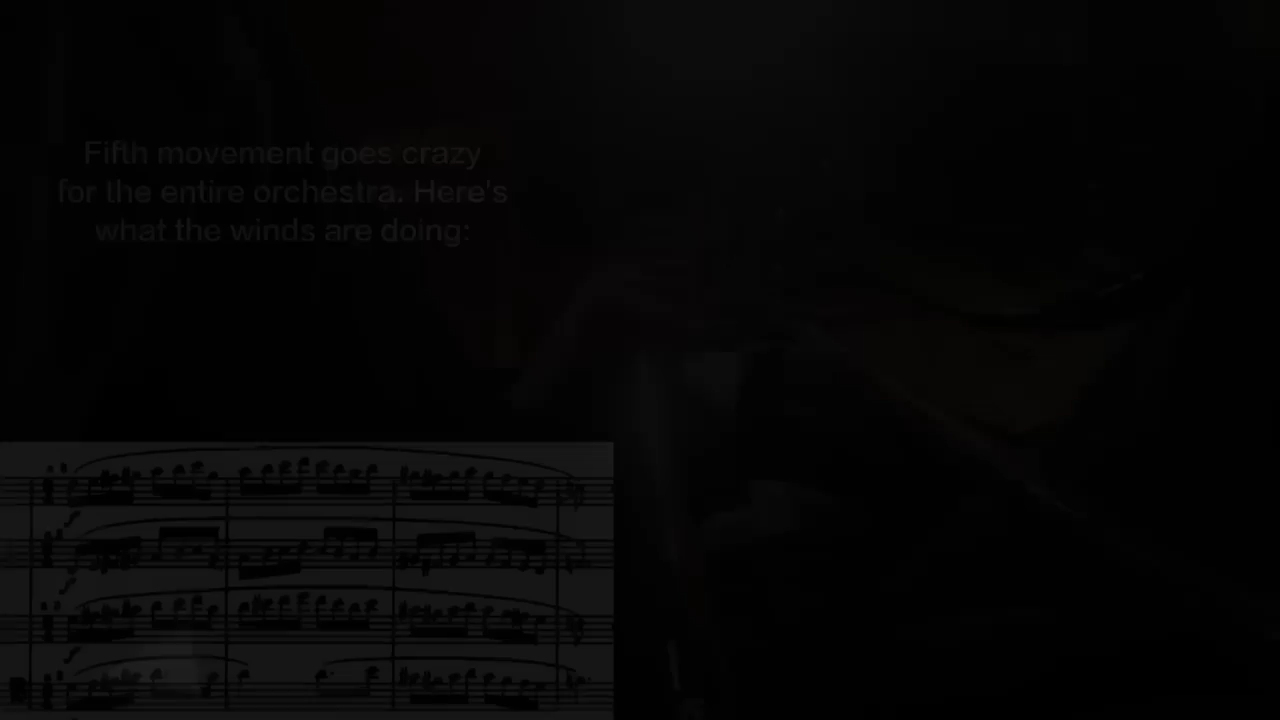 Fifth movement goes crazy
for the entire orchestra. Here's
what the winds are doing: